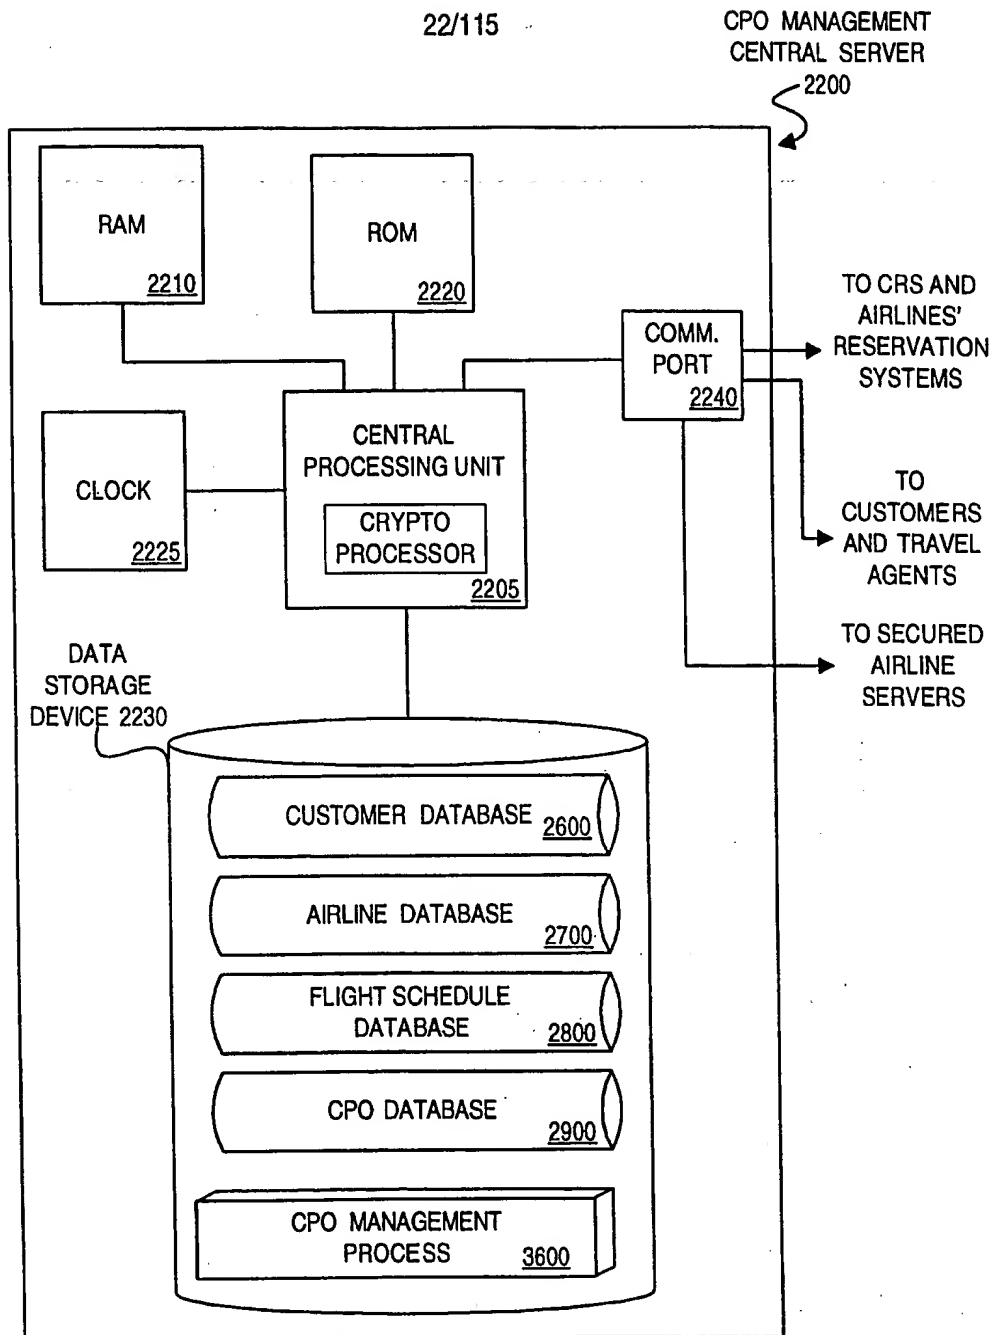 22/115
CPO MANAGEMENT
CENTRAL SERVER
2200
RAM
2210
ROM
2220
COMM.
PORT
2240
TO CRS AND
AIRLINES'
RESERVATION
SYSTEMS
CLOCK
2225
CENTRAL
PROCESSING UNIT
CRYPTO
PROCESSOR
2205
TO
CUSTOMERS
AND TRAVEL
AGENTS
TO SECURED
AIRLINE
SERVERS
DATA
STORAGE
DEVICE 2230
CUSTOMER DATABASE 2600
AIRLINE DATABASE
2700
FLIGHT SCHEDULE
DATABASE 2800
CPO DATABASE
2900
CPO MANAGEMENT
PROCESS 3600